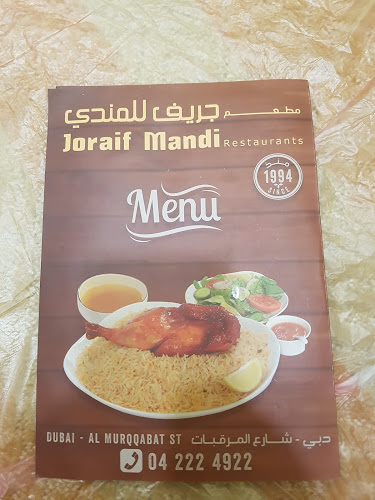 مطعم جريف للمندي
Joraif Mandi Restaurants
منذ
1994
SINCE
Menu
DUBAI - AL MURQQABAT ST دبي - شارع المرقبات
04 222 4922